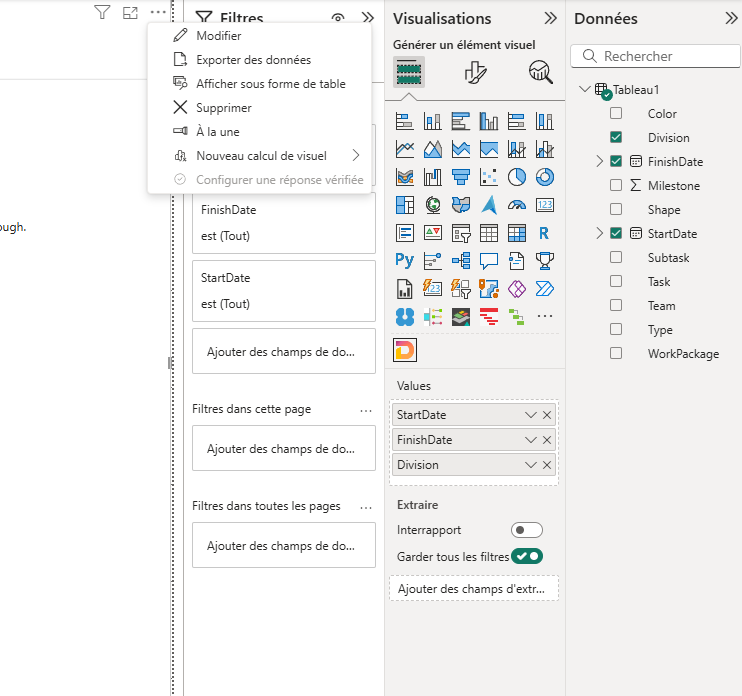 Filtres
Modifier
Exporter des données
Afficher sous forme de table
Supprimer
À la une
Nouveau calcul de visuel
Configurer une réponse vérifiée
ough.
FinishDate
est (Tout)
StartDate
est (Tout)
Ajouter des champs de do...
Filtres dans cette page
Ajouter des champs de do...
Filtres dans toutes les pages
Ajouter des champs de do...
Visualisations
Générer un élément visuel
123
R
Py
123
Values
StartDate
FinishDate
Division
Extraire
Interrapport
Garder tous les filtres
Ajouter des champs d'extr...
Données
Rechercher
Tableau1
Color
Division
FinishDate
Milestone
Shape
StartDate
Subtask
Task
Team
Type
WorkPackage